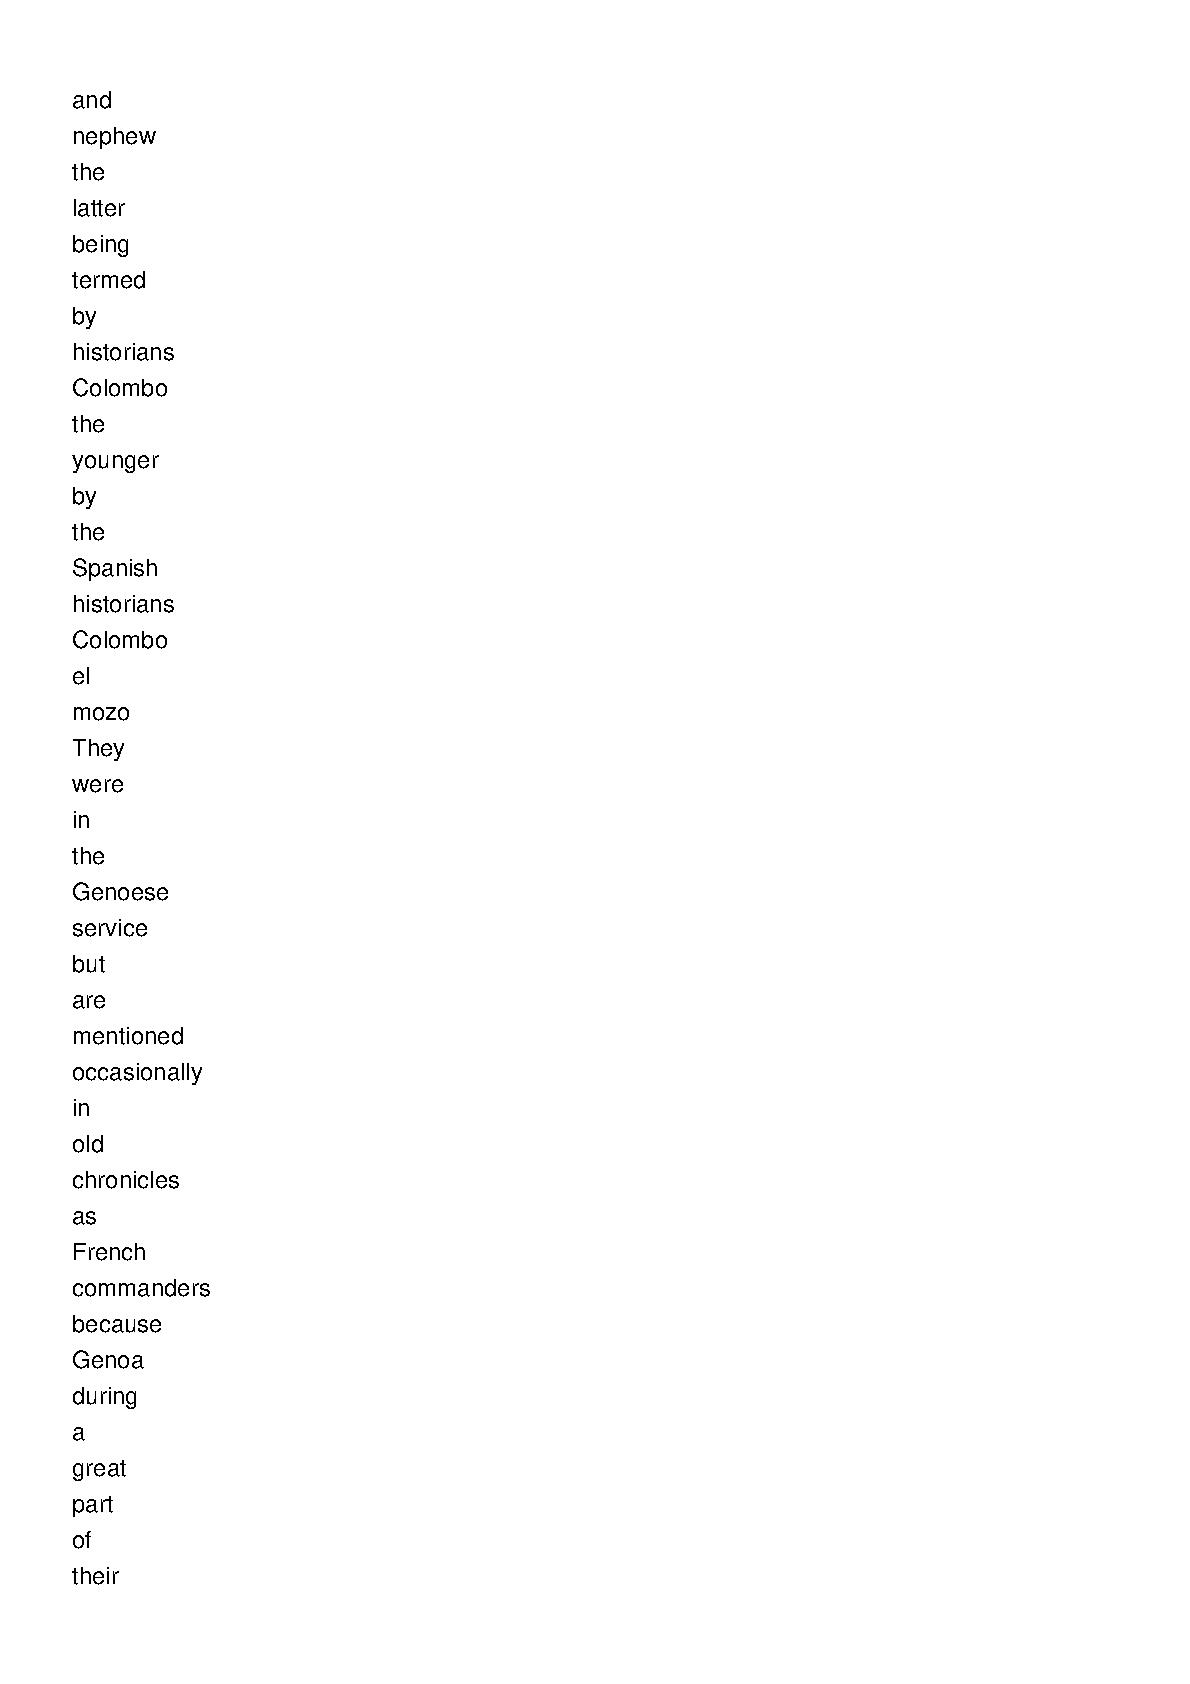 and
nephew
the
latter
being
termed
by
historians
Colombo
the
younger
by
the
Spanish
historians
Colombo
el
mozo
They
were
in
the
Genoese
service
but
are
mentioned
occasionally
in
old
chronicles
as
French
commanders
because
Genoa
during
a
great
part
of
their